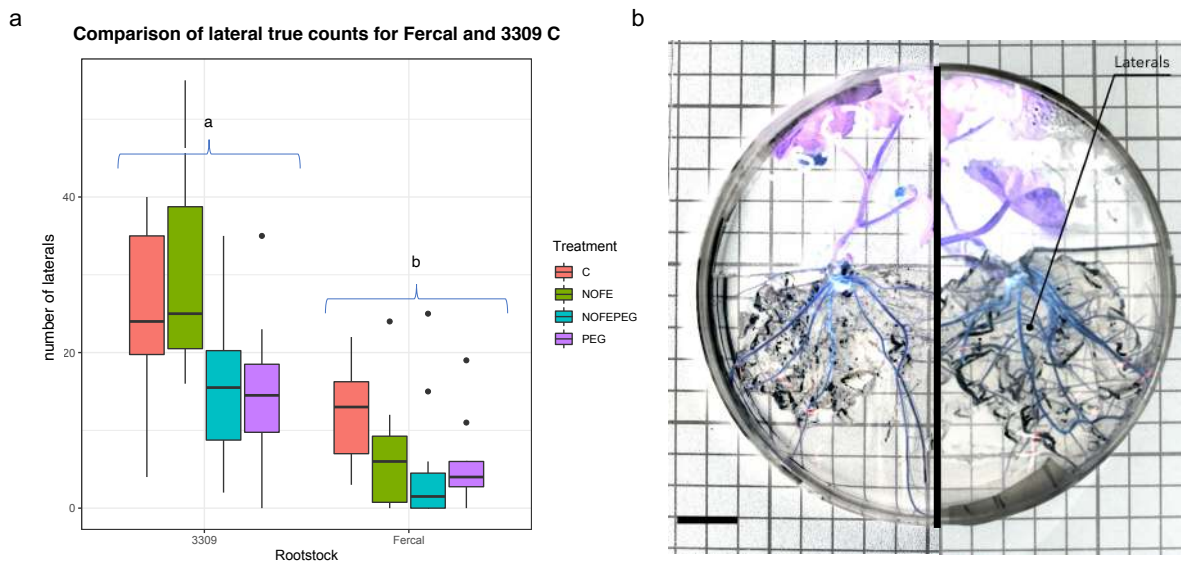 a
Comparison of lateral true counts for Fercal and 3309 C
number of laterals
40
20
0
a
b
3309
Fercal
Rootstock
Treatment
C
NOFE
NOFEPEG
PEG
b
Laterals